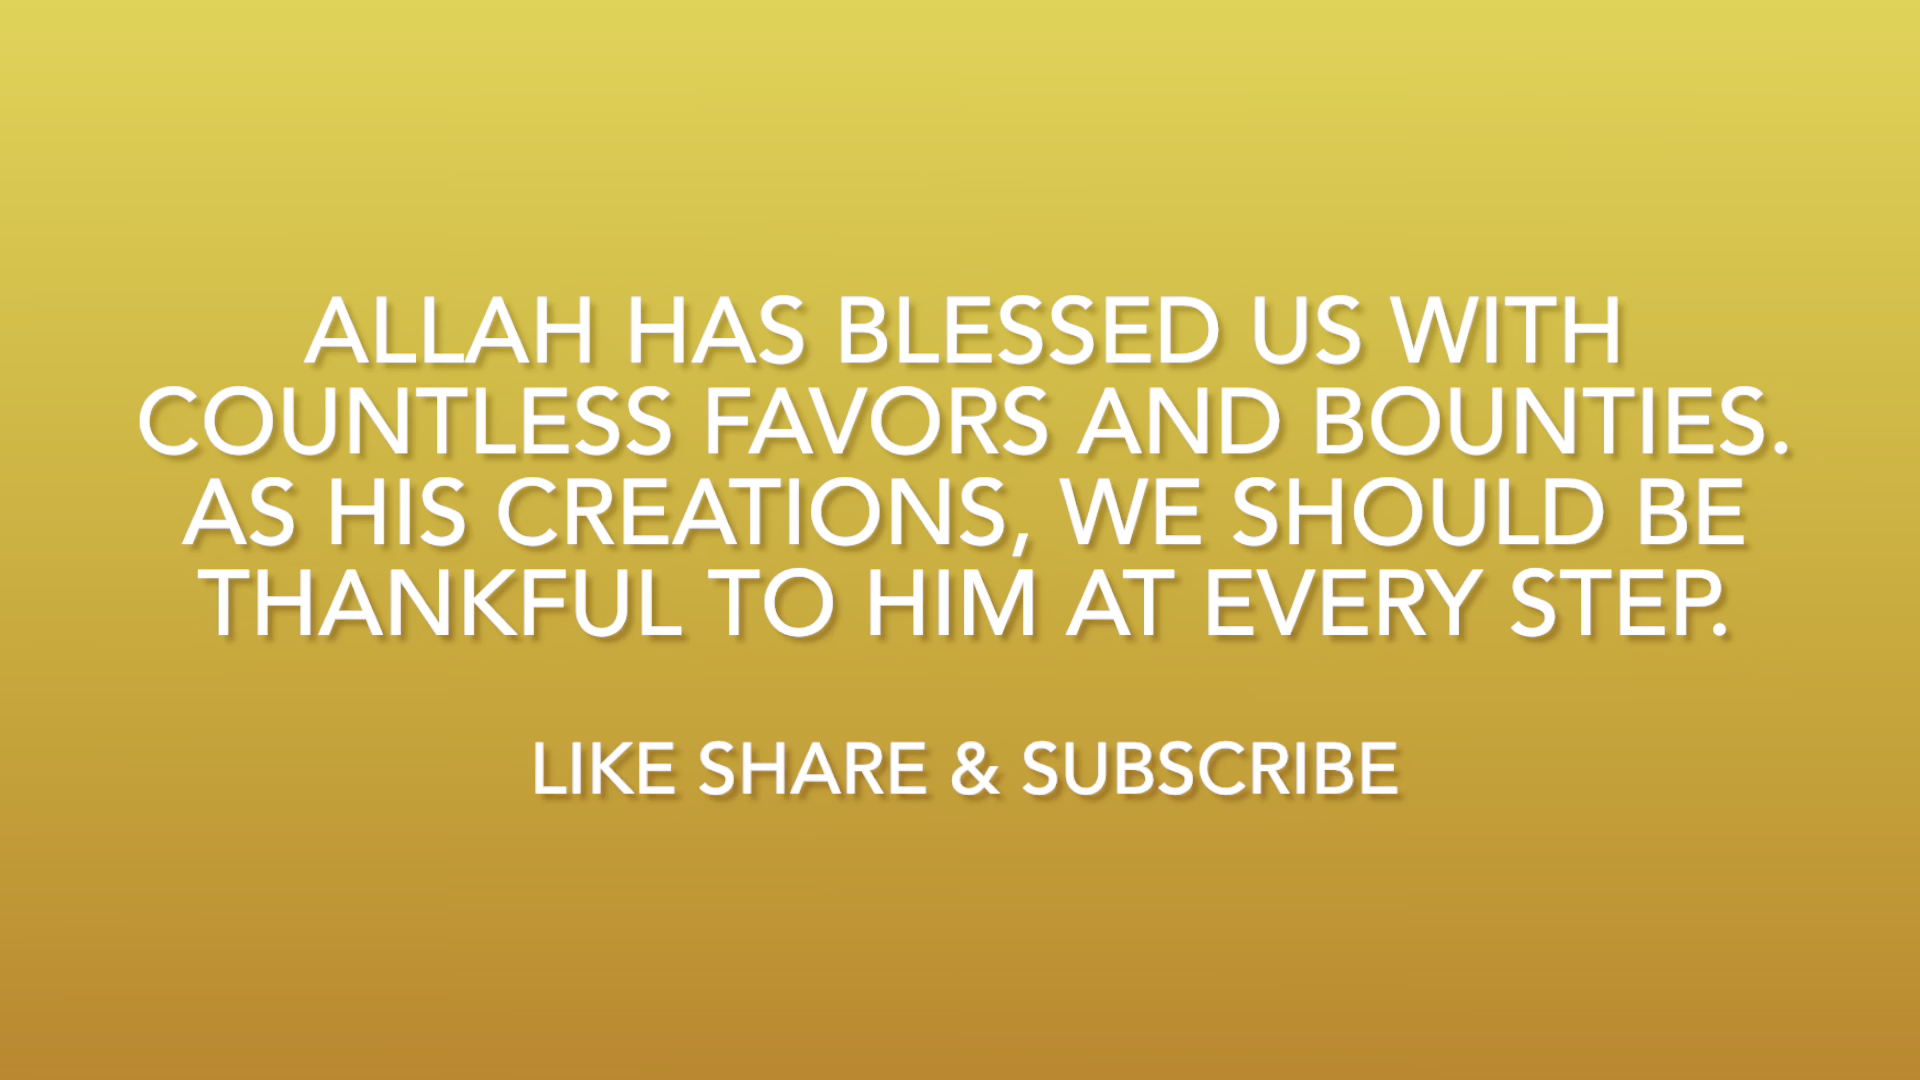 ALLAH HAS BLESSED US WITH
COUNTLESS FAVORS AND BOUNTIES.
AS HIS CREATIONS, WE SHOULD BE
THANKFUL TO HIM AT EVERY STEP.
LIKE SHARE & SUBSCRIBE